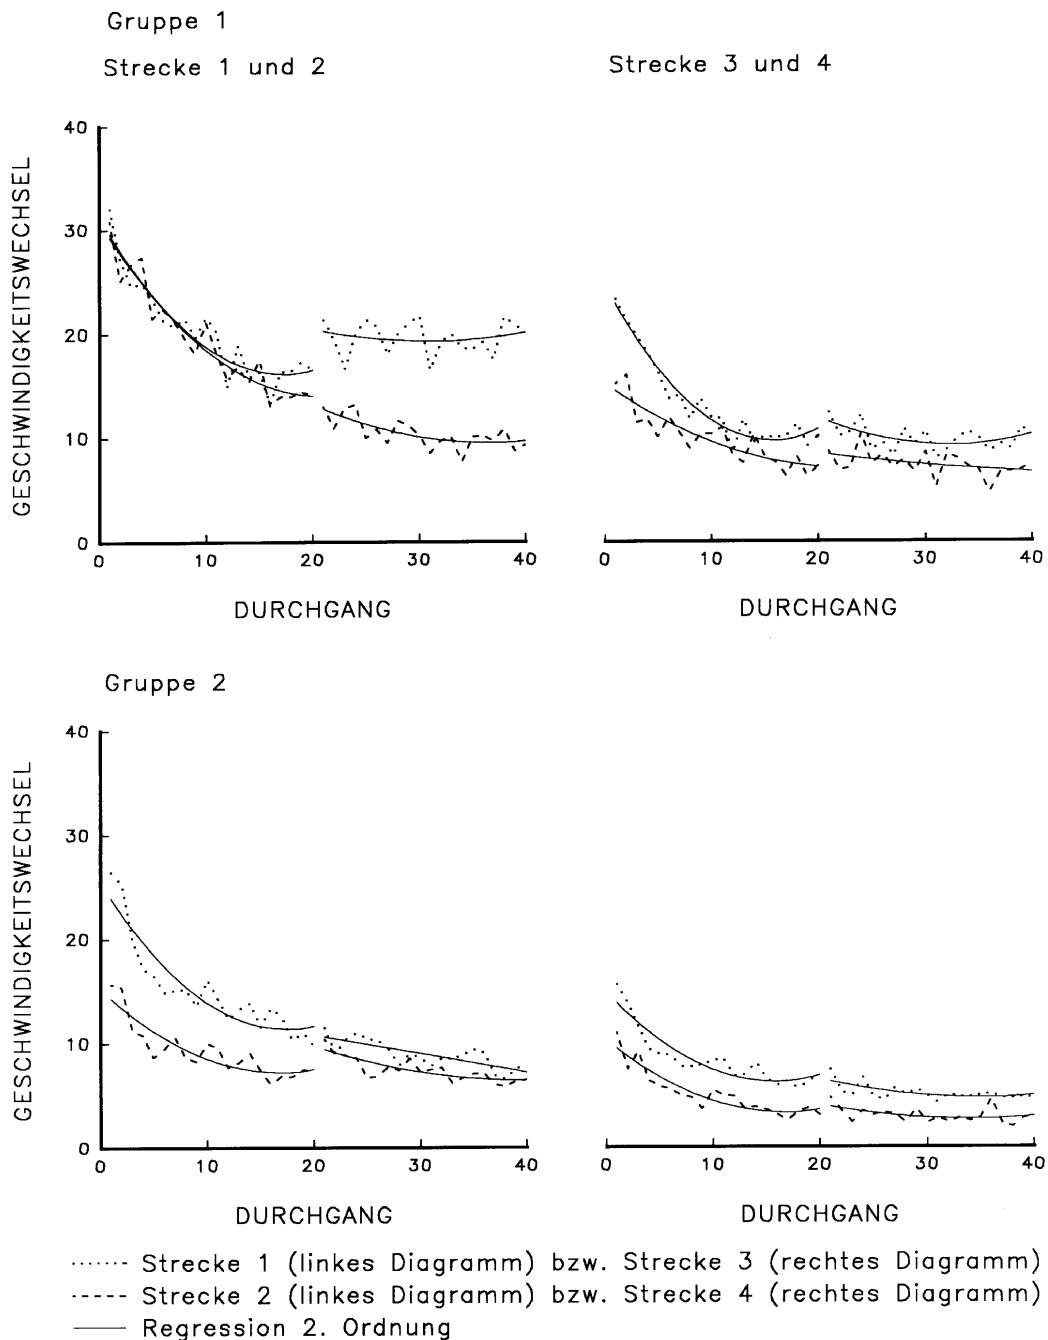 Gruppe 1
Strecke 1 und 2
Strecke 3 und 4
GESCHWINDIGKEITSWECHSEL
40
30
20
10
0
0 10 20 30 40
DURCHGANG
0 10 20 30 40
DURCHGANG
Gruppe 2
GESCHWINDIGKEITSWECHSEL
40
30
20
10
0
0 10 20 30 40
DURCHGANG
0 10 20 30 40
DURCHGANG
Strecke 1 (linkes Diagramm) bzw. Strecke 3 (rechtes Diagramm)
Strecke 2 (linkes Diagramm) bzw. Strecke 4 (rechtes Diagramm)
Regression 2. Ordnung